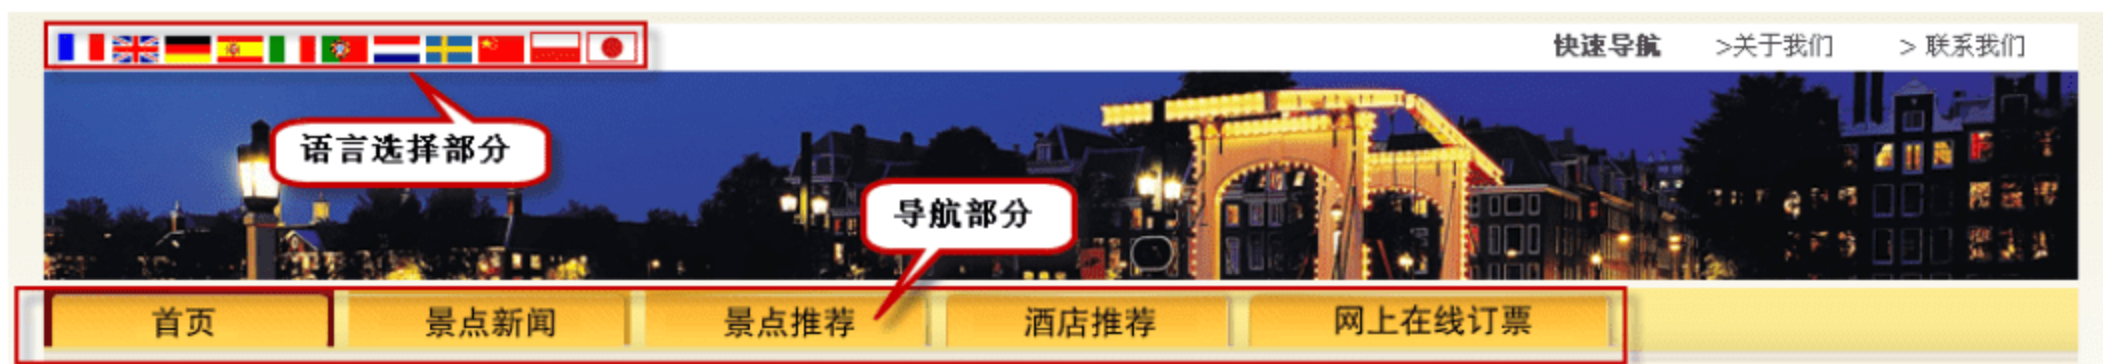 快速导航 >关于我们 > 联系我们
语言选择部分
导航部分
首页 景点新闻 景点推荐 酒店推荐 网上在线订票